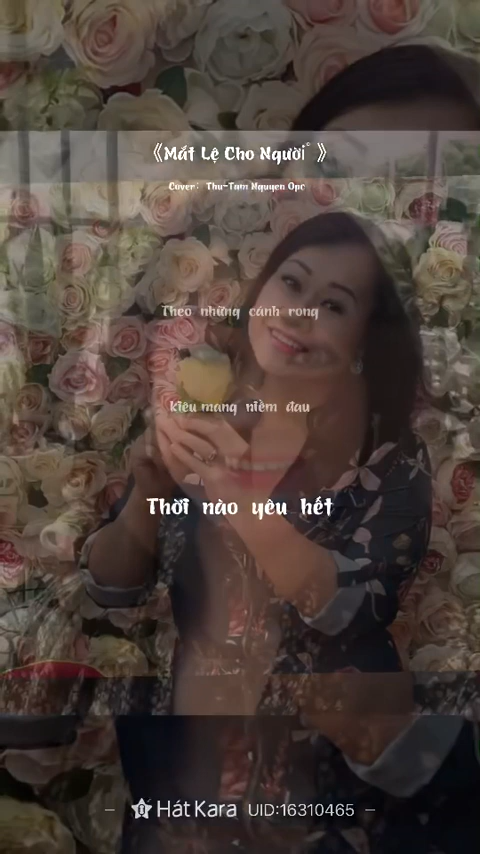 《Mắt Lệ Cho Người》
Cover: Thu-Tam Nguyen Opc
Theo những cánh rong
kiêu mang niềm đau
Thời nào yêu hết
— Hát Kara UID:16310465 —